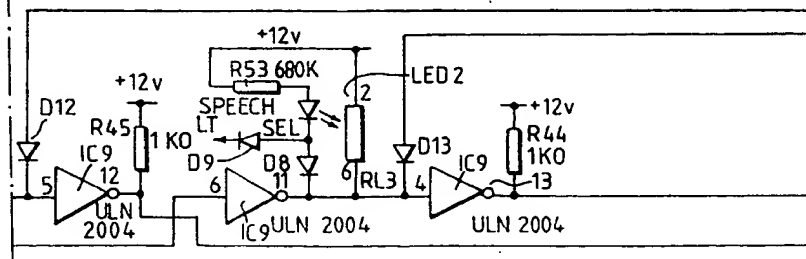 +12v
R53 680K
LED 2
+12v
SPEECH
2
+12v
D12
R45
LT
SEL
R44
1 KO
1KO
D9
D8
D13
IC9
12
6
11
6
RL3
4
IC9
13
5
ULN
2004
IC9
ULN 2004
ULN 2004